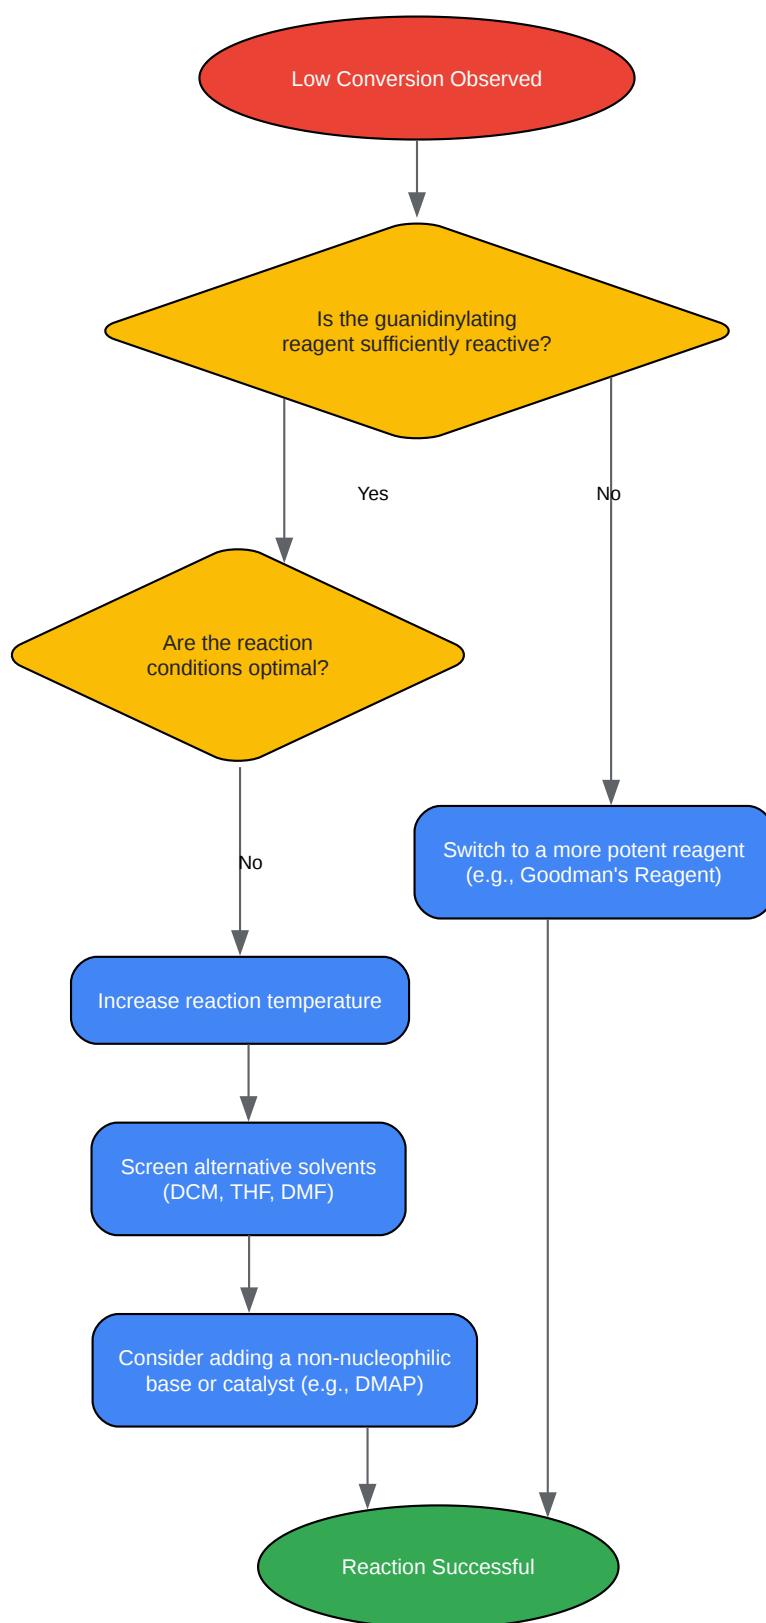 Low Conversion Observed
Is the guanidinylating
reagent sufficiently reactive?
Yes
No
Are the reaction
conditions optimal?
Switch to a more potent reagent
(e.g., Goodman's Reagent)
No
Increase reaction temperature
Screen alternative solvents
(DCM, THF, DMF)
Consider adding a non-nucleophilic
base or catalyst (e.g., DMAP)
Reaction Successful